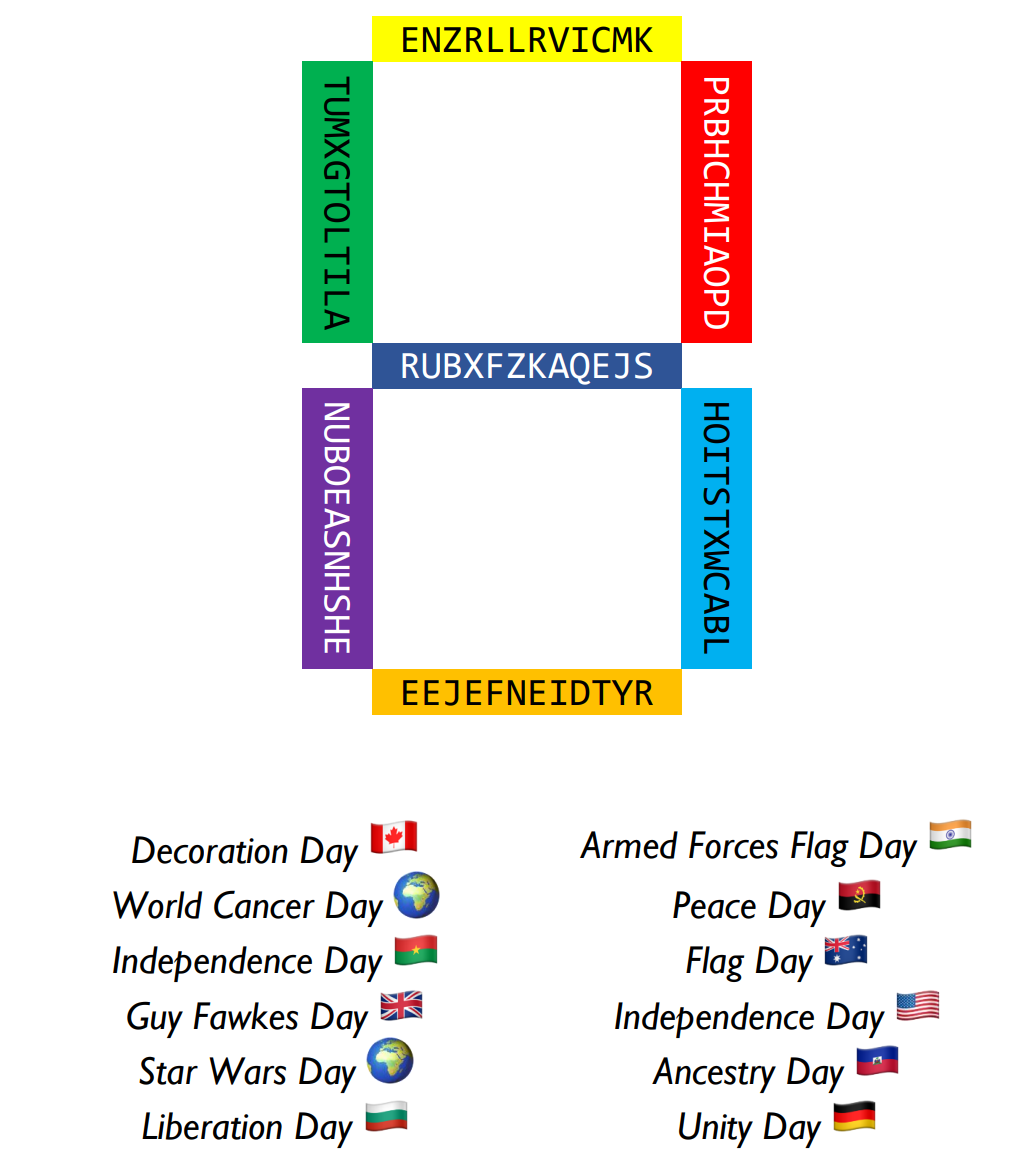 ENZRLLRVICMK
TUMXGTOLTILA
PRBHCHMIAOPD
RUBXFZKAQEJS
NUBOEASNHSHE
HOITSTXWCABL
EEJEFNEIDTYR
Decoration Day
World Cancer Day
Independence Day
Guy Fawkes Day
Star Wars Day
Liberation Day
Armed Forces Flag Day
Peace Day
Flag Day
Independence Day
Ancestry Day
Unity Day